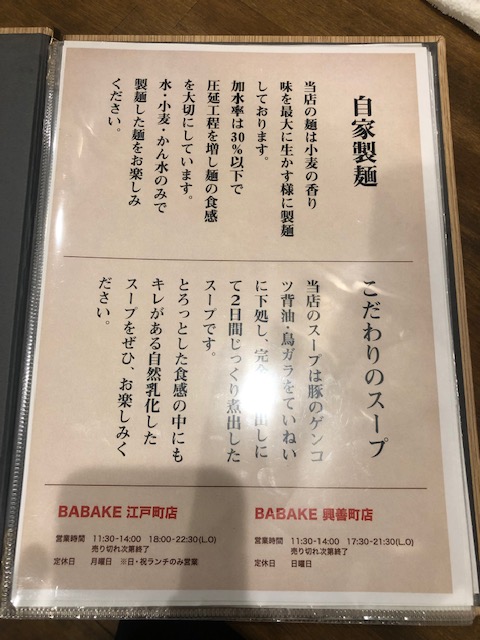 自家製麺
当店の麺は小麦の香り
味を最大に生かす様に製麺
しております。
加水率は30%以下で
圧延工程を増し麺の食感
を大切にしています。
水・小麦・かん水のみで
製麺した麺をお楽しみ
ください。
こだわりのスープ
当店のスープは豚のゲンコ
ツ背油・鳥ガラをていねい
に下処し、完全 出しに
て2日間じっくり煮出した
スープです。
とろっとした食感の中にも
キレがある自然乳化した
スープをぜひ、お楽しみく
ださい。
BABAKE 江戸町店
営業時間 11:30-14:00 18:00-22:30(L.O)
売り切れ次第終了
定休日 月曜日 ※日・祝ランチのみ営業
BABAKE 興善町店
営業時間 11:30-14:00 17:30-21:30(L.O)
売り切れ次第終了
定休日 日曜日